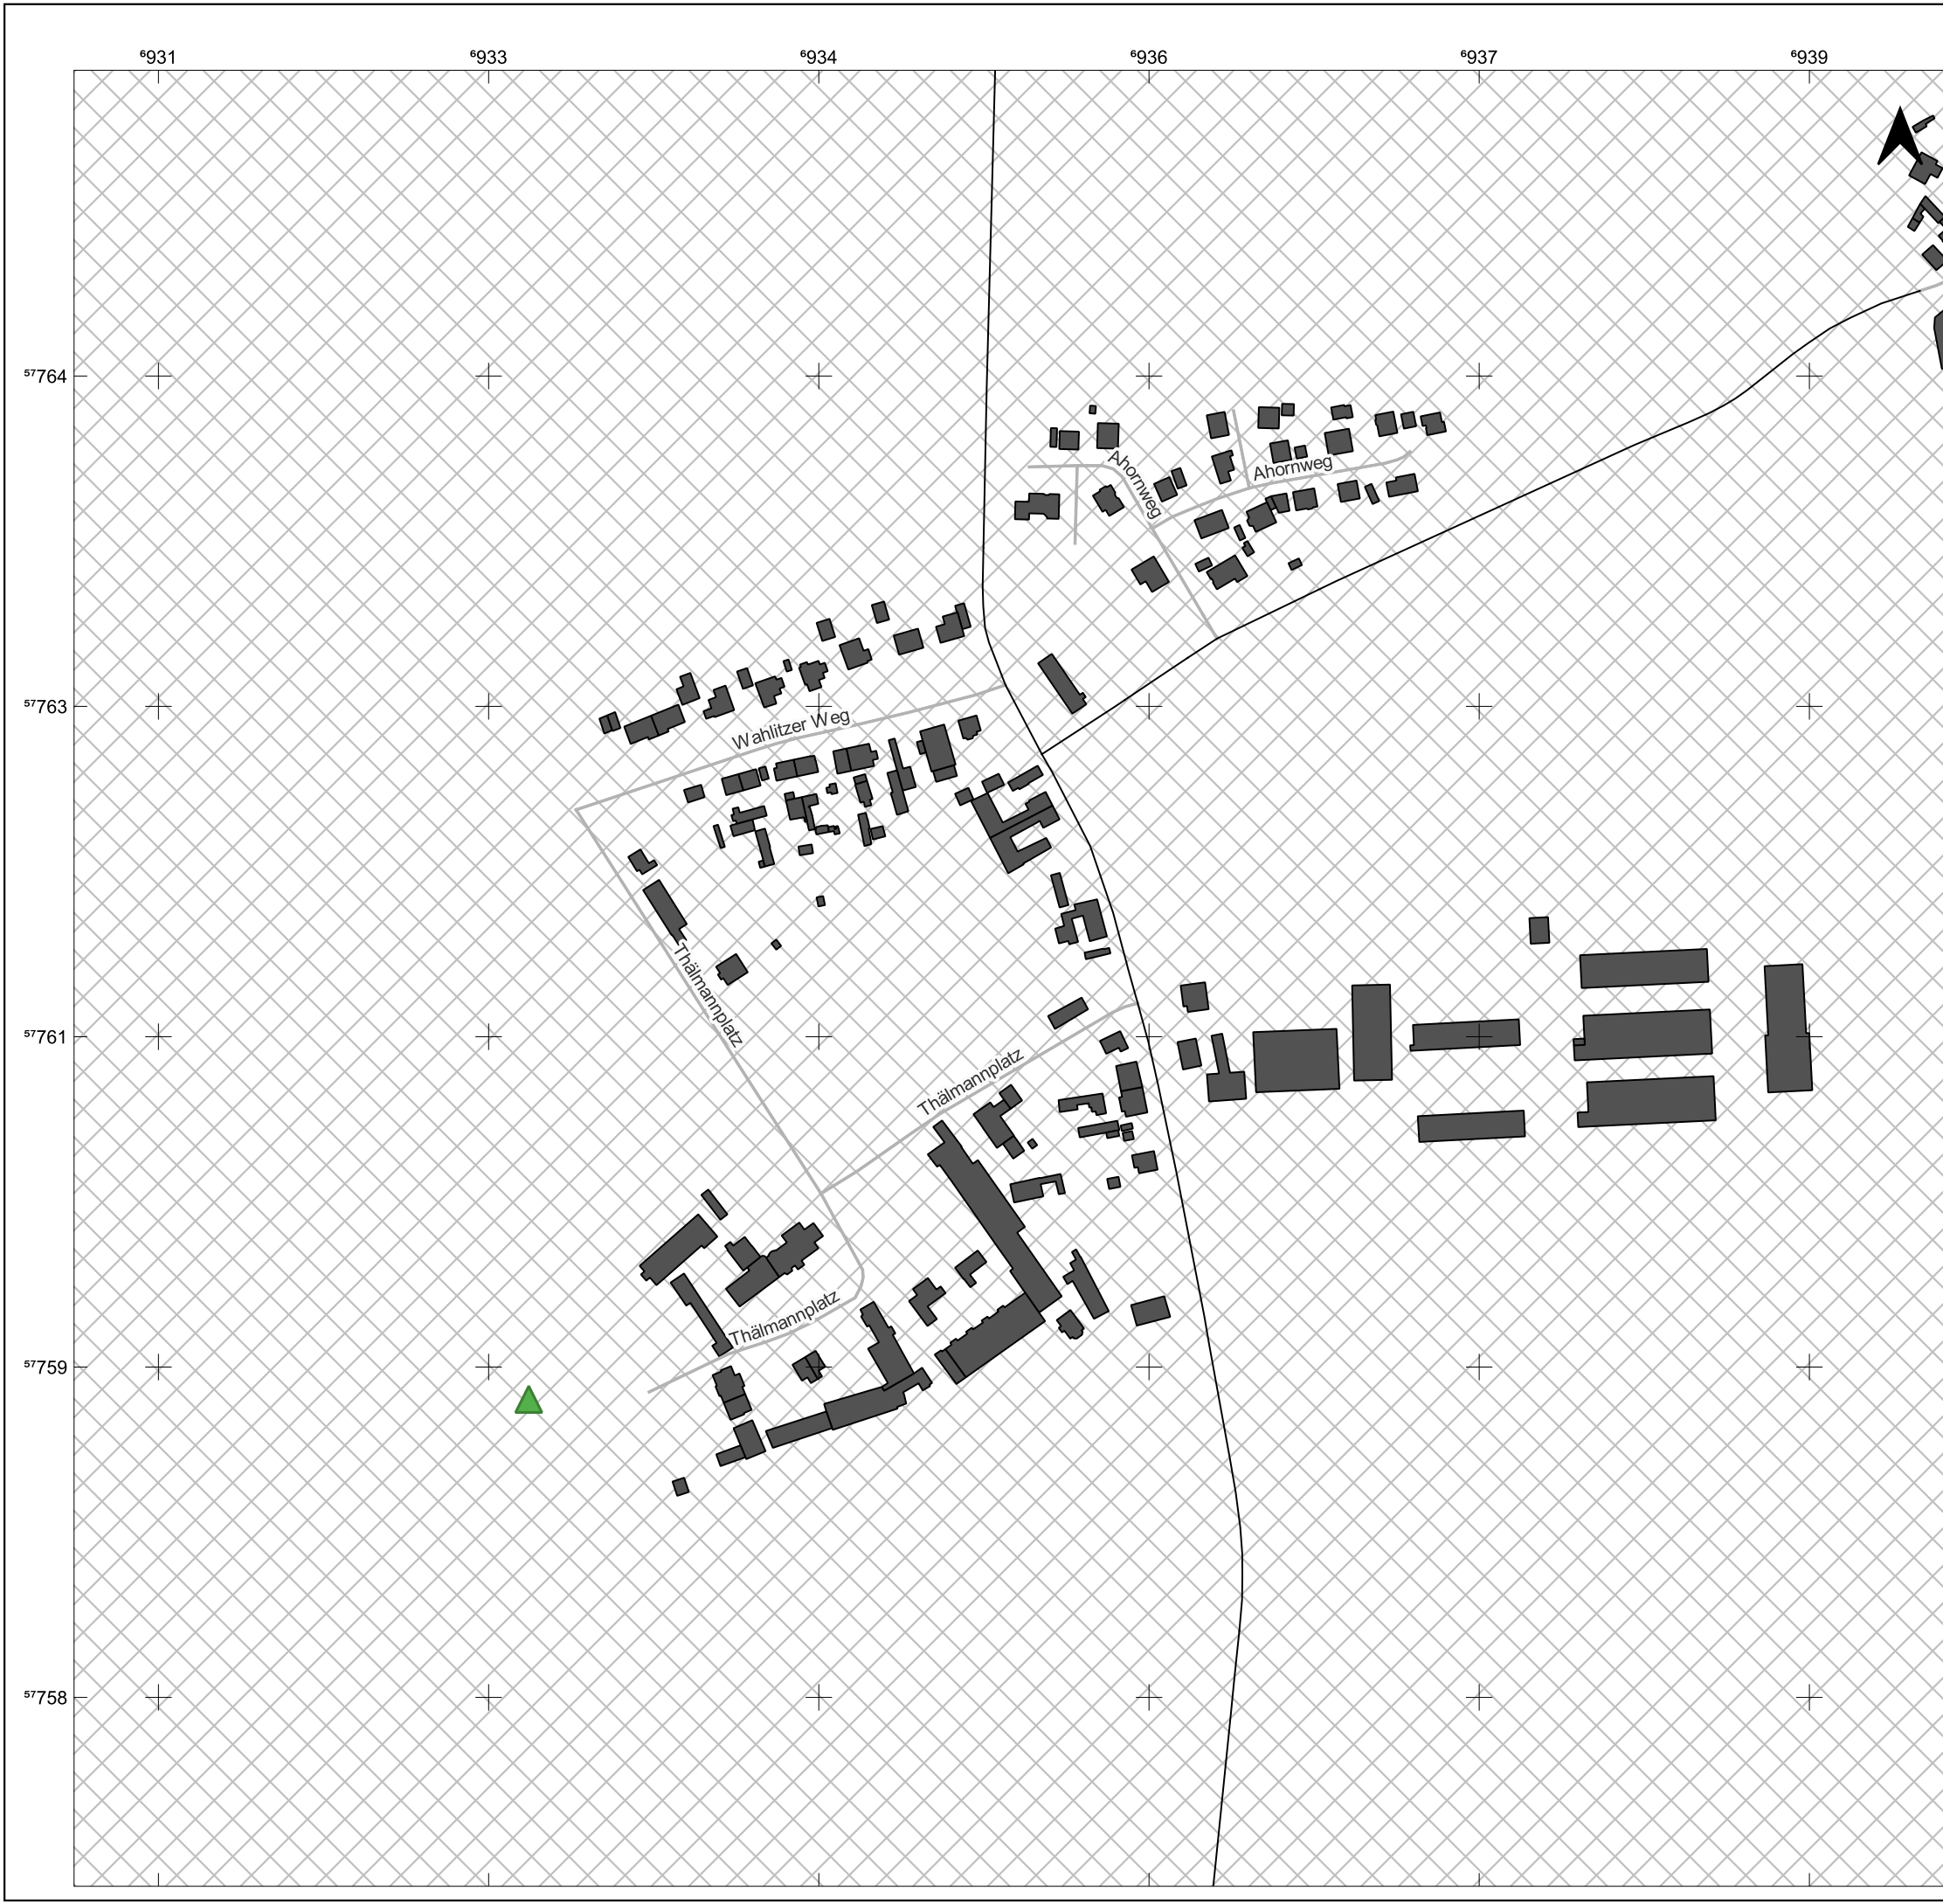 ⁶931 ⁶933 ⁶934 ⁶936 ⁶937 ⁶939
⁵⁷764
Ahornweg
Ahornweg
⁵⁷763
Wahlitzer Weg
Thälmannplatz
⁵⁷761
Thälmannplatz
Thälmannplatz
⁵⁷759
⁵⁷758